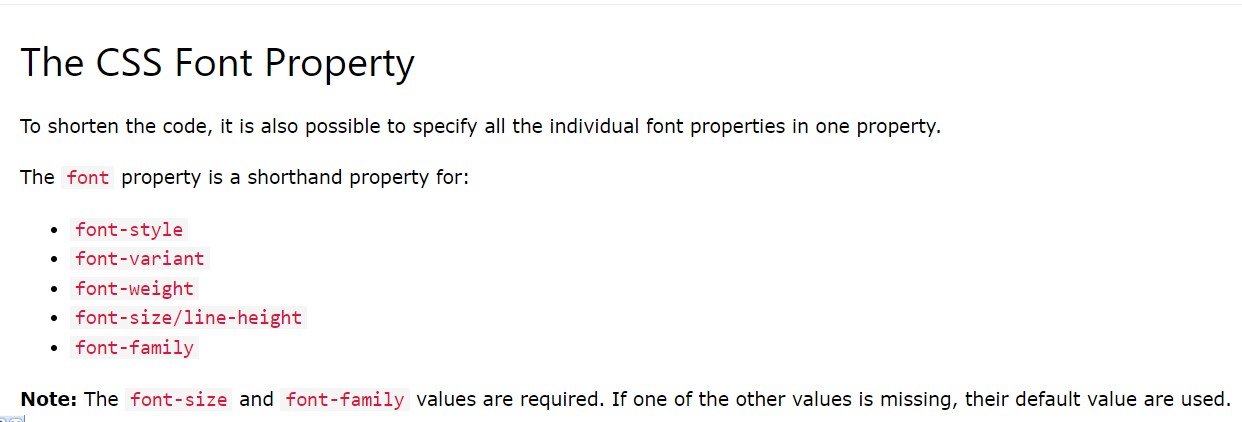 The CSS Font Property
To shorten the code, it is also possible to specify all the individual font properties in one property.
The font property is a shorthand property for:
• font-style
• font-variant
• font-weight
• font-size/line-height
• font-family
Note: The font-size and font-family values are required. If one of the other values is missing, their default value are used.